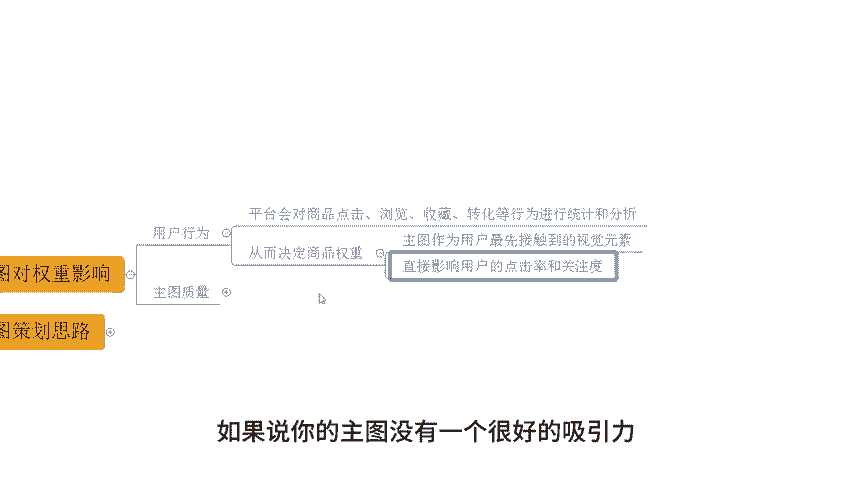 平台会对商品点击、浏览、收藏、转化等行为进行统计和分析
用户行为
主图作为用户最先接触到的视觉元素
从而决定商品权重
直接影响用户的点击率和关注度
图对权重影响
主图质量
图策划思路
如果说你的主图没有一个很好的吸引力